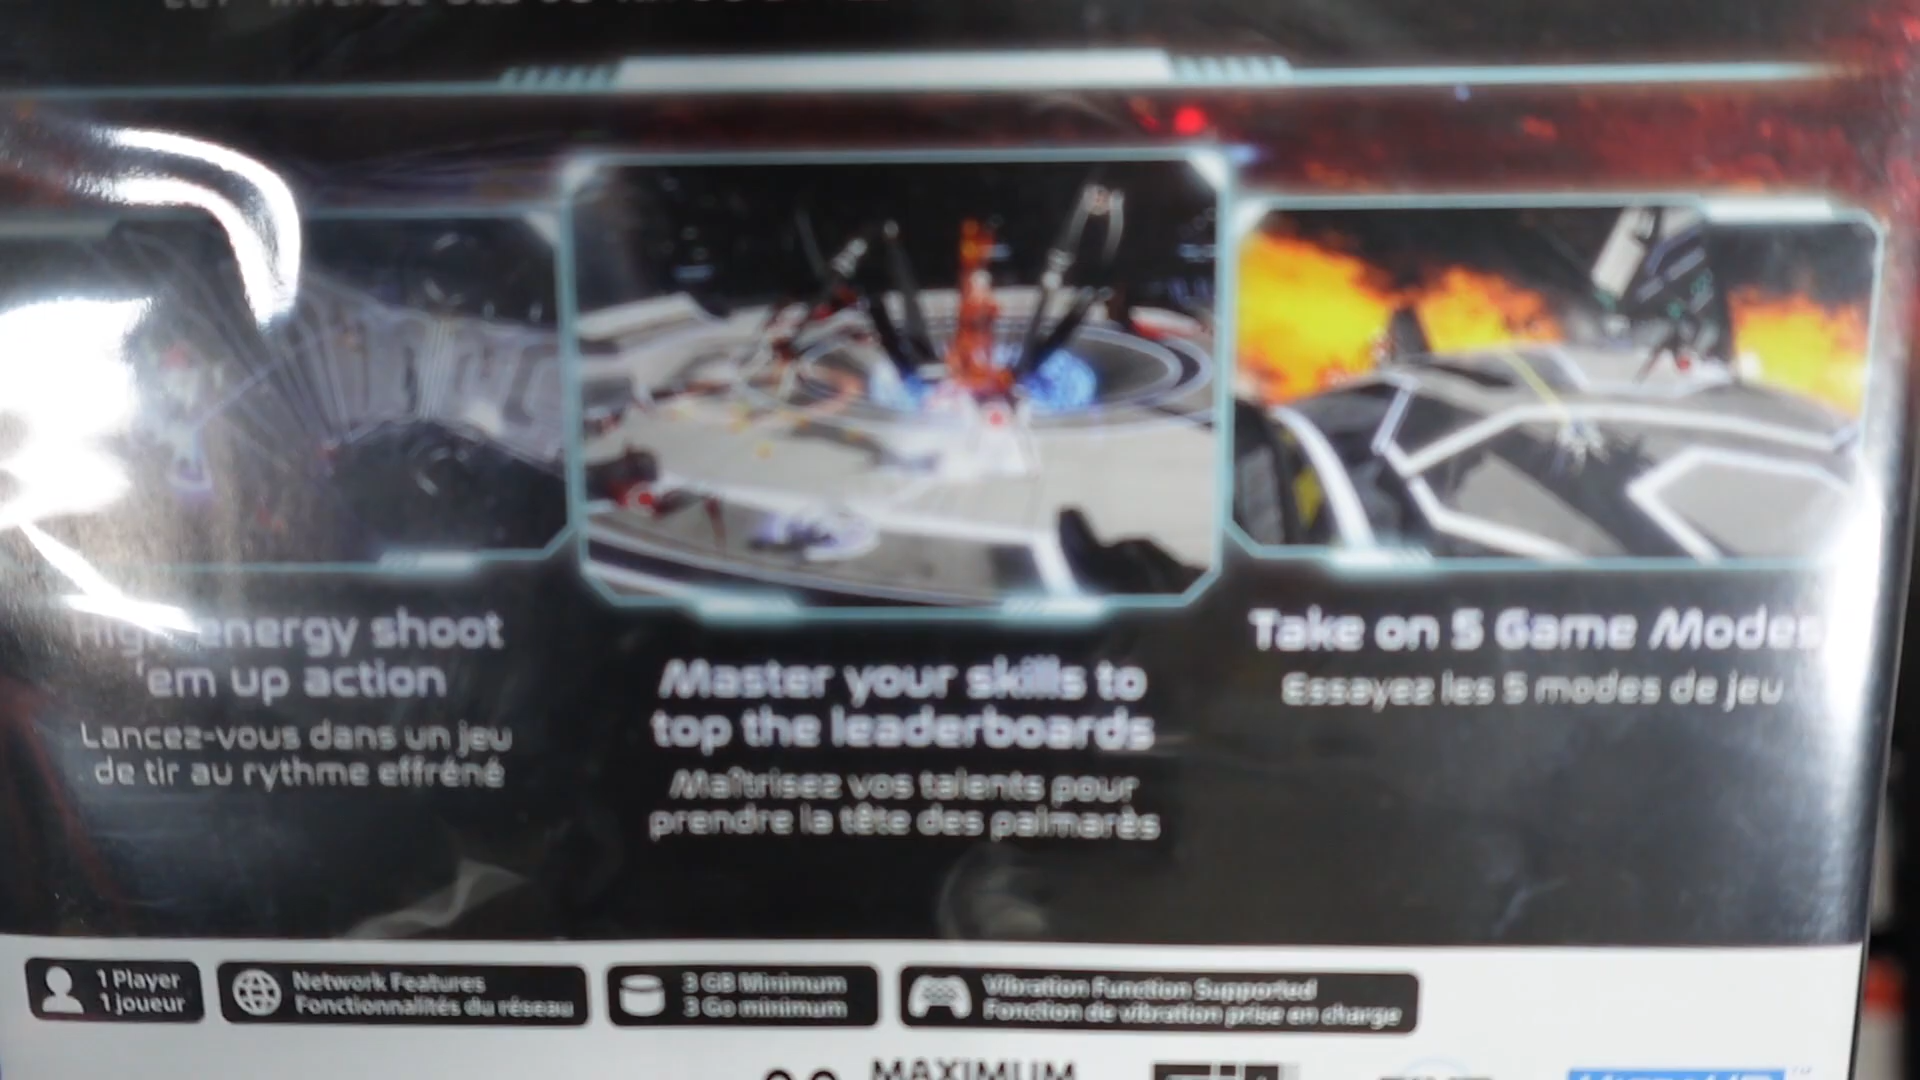 High energy shoot
'em up action
Lancez-vous dans un jeu
de tir au rythme effréné
Master your skills to
top the leaderboards
Maîtrisez vos talents pour
prendre la tête des palmarès
Take on 5 Game Modes
Essayez les 5 modes de jeu
1 Player
1 joueur
Network Features
Fonctionnalités du réseau
3 GB Minimum
3 Go minimum
Vibration Function Supported
Fonction de vibration prise en charge
MAXIMUM